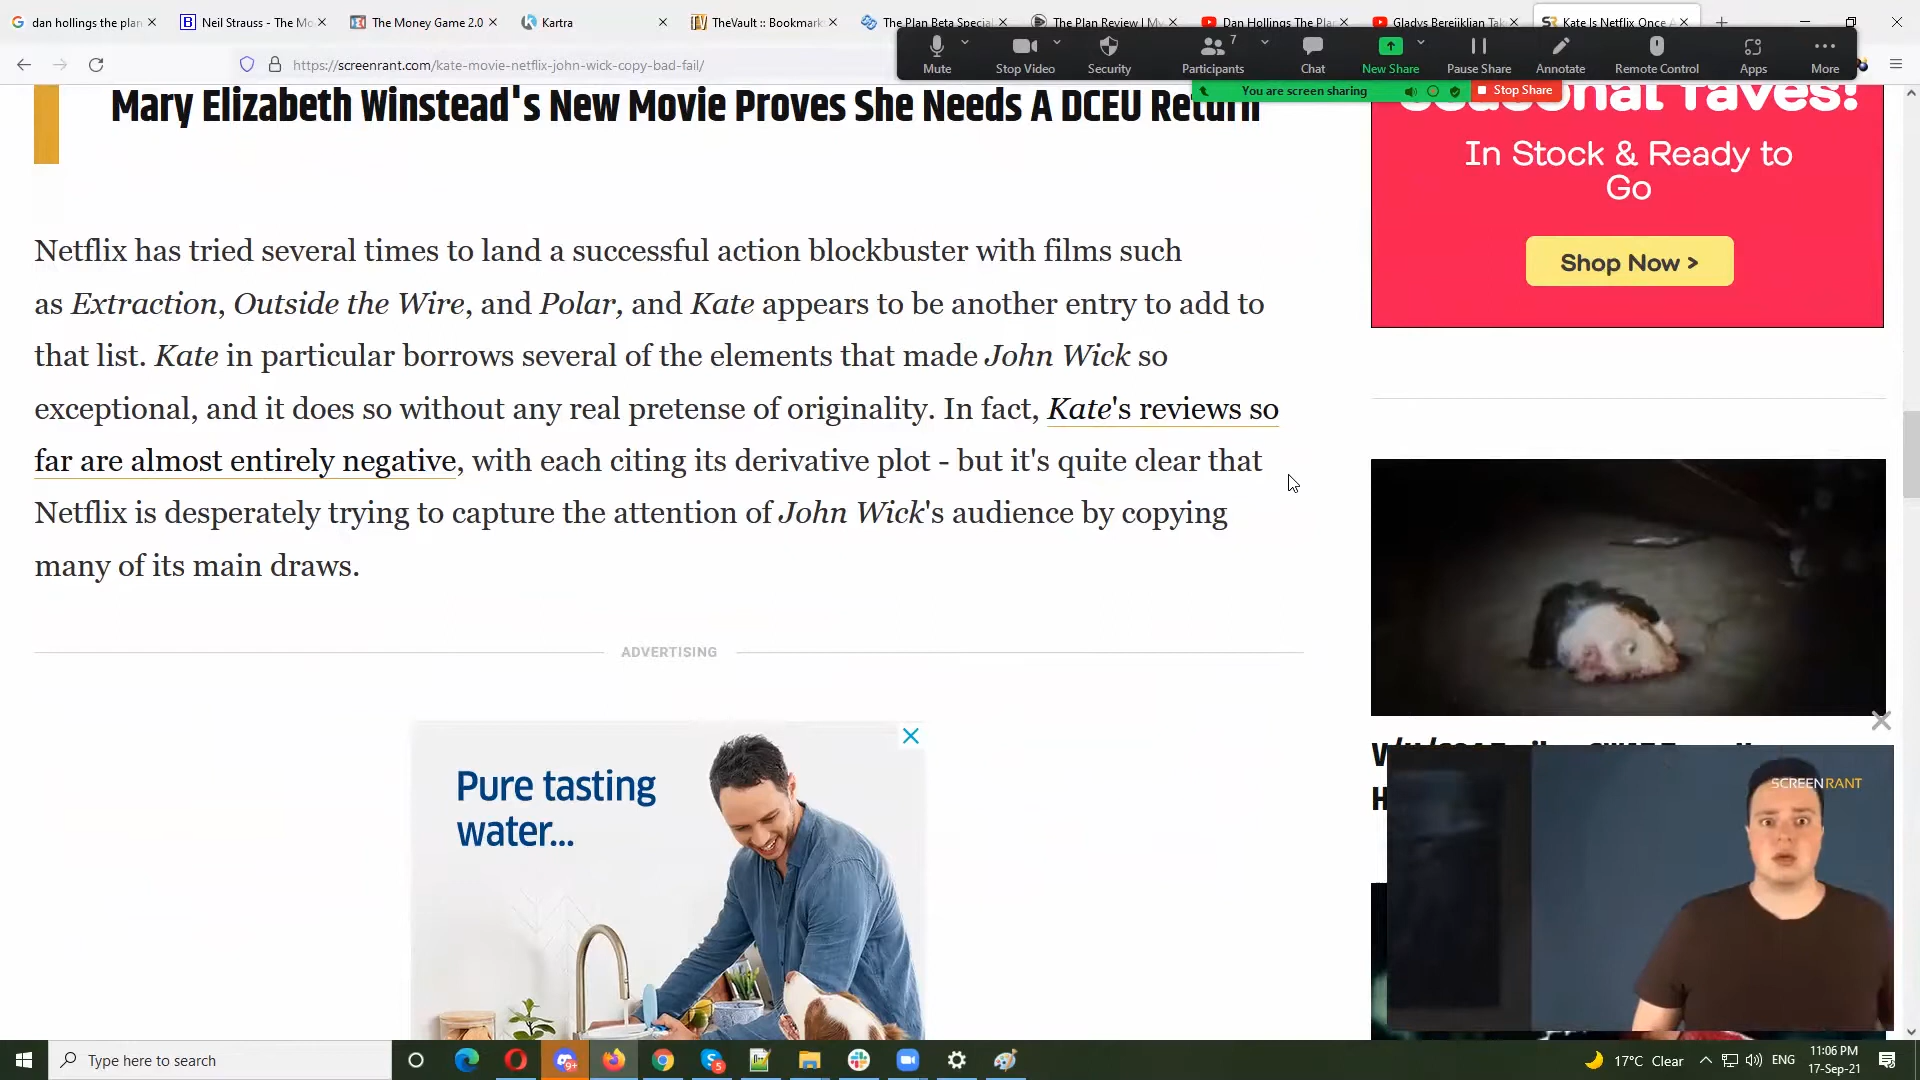 dan hollings the plan
Neil Strauss - The Mo
The Money Game 2.0
Kartra
TheVault :: Bookmark
The Plan Beta Special
The Plan Review | My
Dan Hollings The Pla
Gladys Berejiklian Tak
Kate Is Netflix Once A
https://screenrant.com/kate-movie-netflix-john-wick-copy-bad-fail/
Mute
Stop Video
Security
7
Participants
Chat
New Share
Pause Share
Annotate
Remote Control
Apps
More
You are screen sharing
Stop Share
Mary Elizabeth Winstead's New Movie Proves She Needs A DCEU Return
Netflix has tried several times to land a successful action blockbuster with films such
as Extraction, Outside the Wire, and Polar, and Kate appears to be another entry to add to
that list. Kate in particular borrows several of the elements that made John Wick so
exceptional, and it does so without any real pretense of originality. In fact, Kate's reviews so
far are almost entirely negative, with each citing its derivative plot - but it's quite clear that
Netflix is desperately trying to capture the attention of John Wick's audience by copying
many of its main draws.
ADVERTISING
Pure tasting
water...
Seasonal Faves!
In Stock & Ready to
Go
Shop Now >
SCREENRANT
Type here to search
9+
S
17°C Clear
ENG
11:06 PM
17-Sep-21